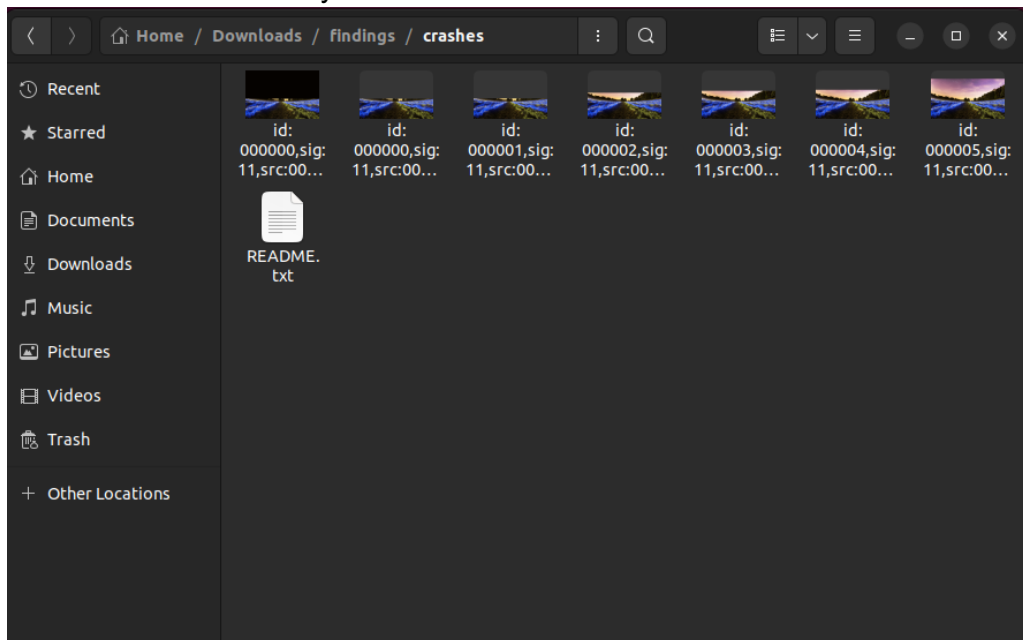 Home / Downloads / findings / crashes
Recent
Starred
Home
Documents
Downloads
Music
Pictures
Videos
Trash
+ Other Locations
id:
000000,sig:
11,src:00...
id:
000000,sig:
11,src:00...
id:
000001,sig:
11,src:00...
id:
000002,sig:
11,src:00...
id:
000003,sig:
11,src:00...
id:
000004,sig:
11,src:00...
id:
000005,sig:
11,src:00...
README.
txt